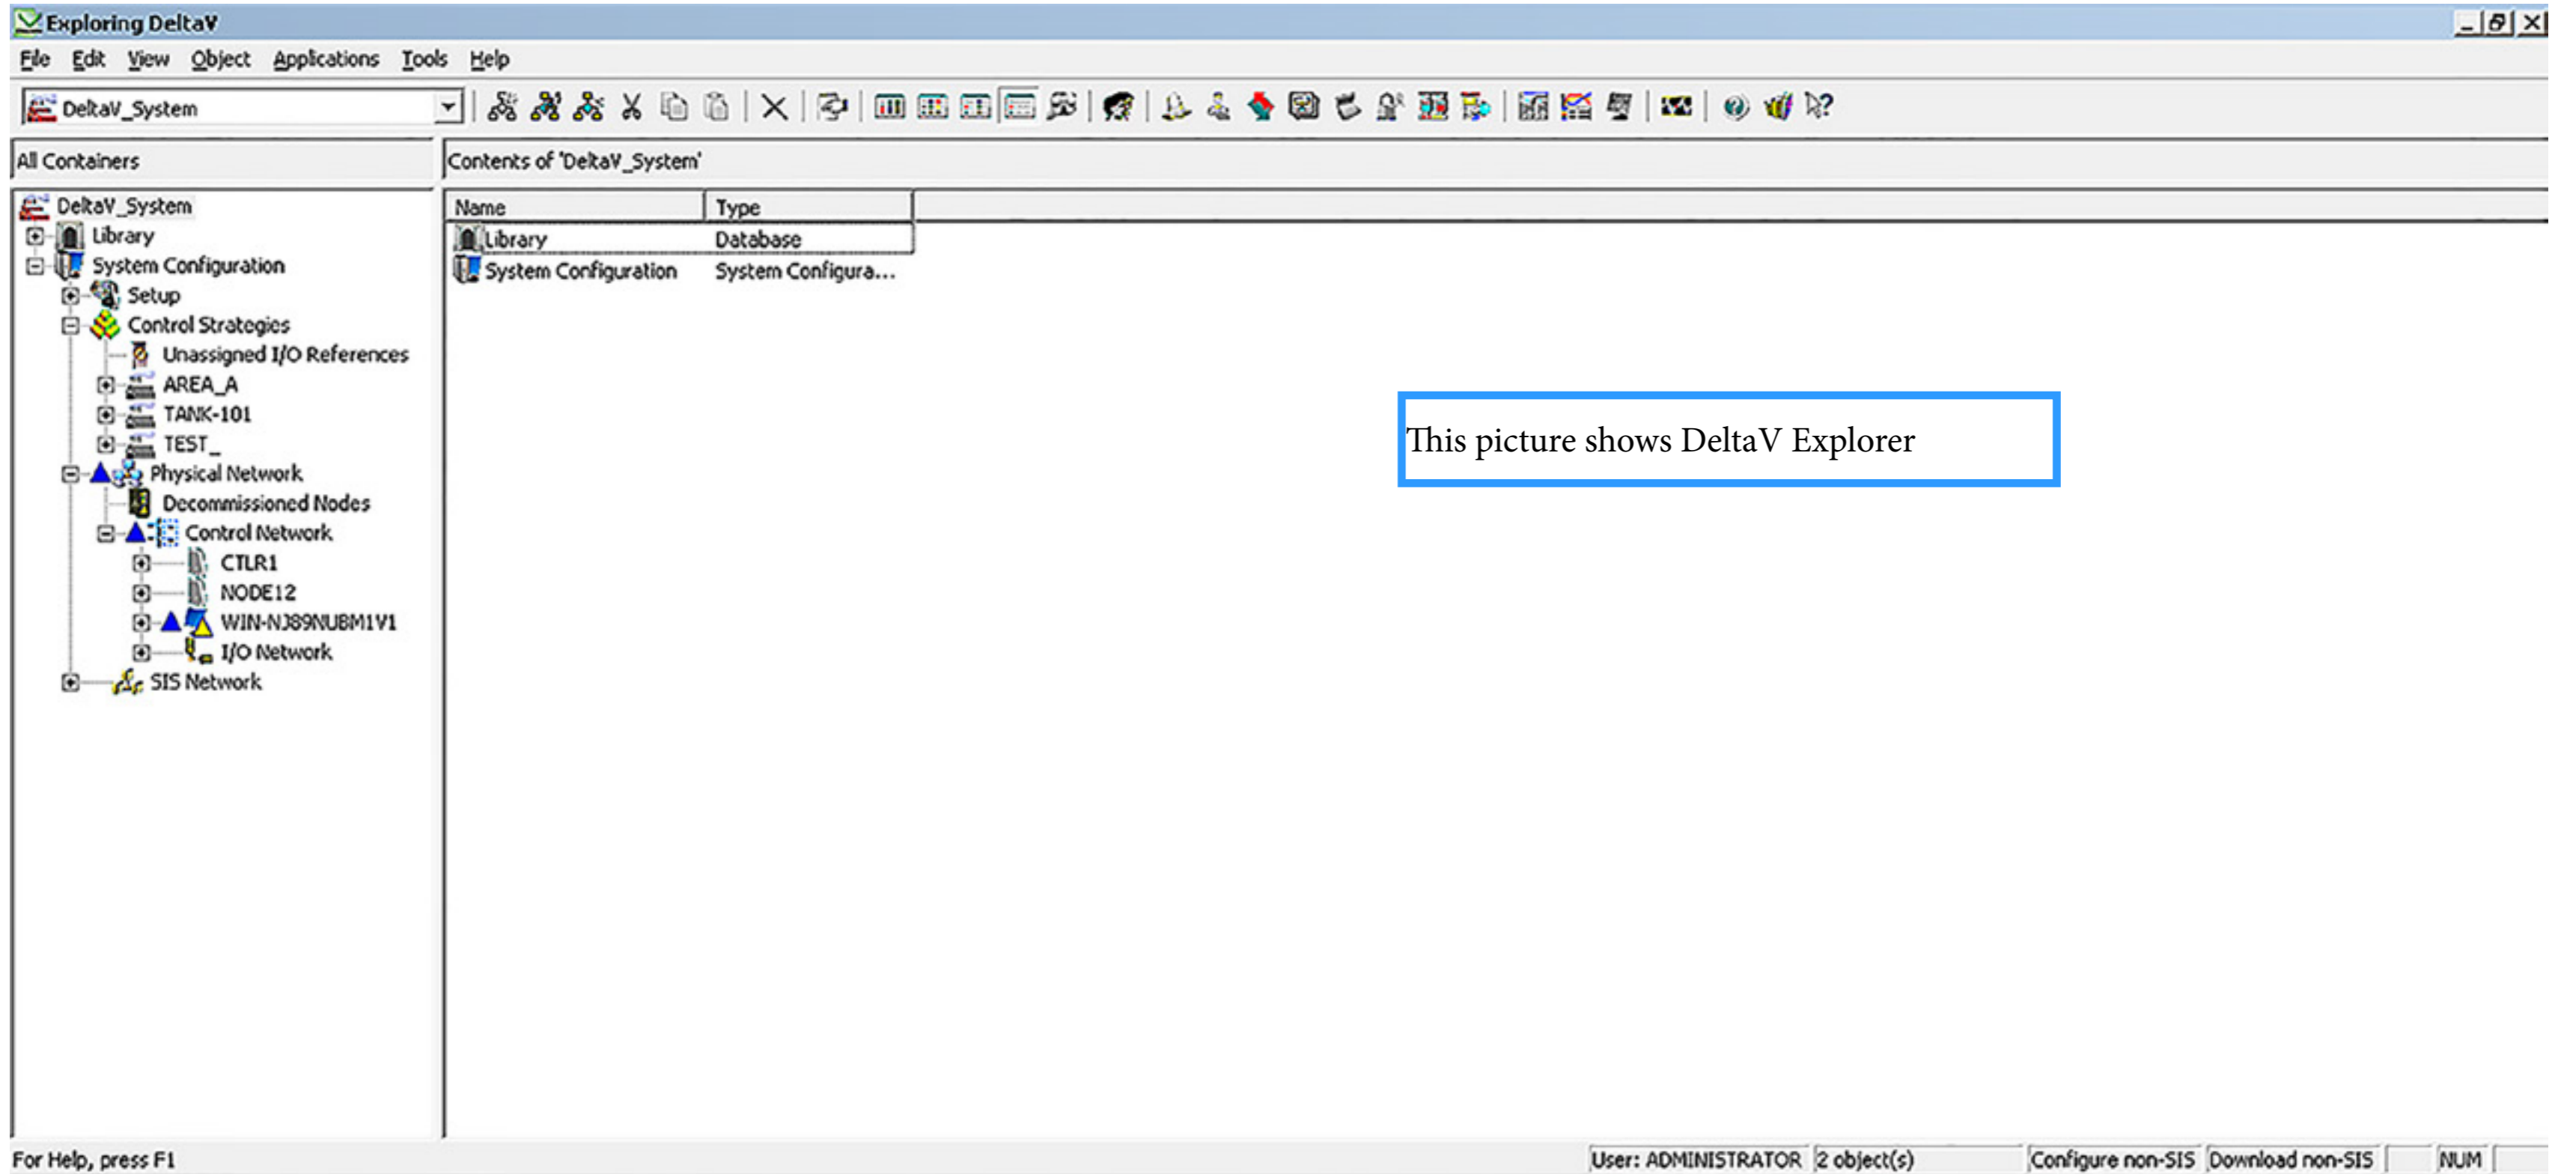 Exploring DeltaV
File Edit View Object Applications Tools Help
DeltaV_System
All Containers
Contents of 'DeltaV_System'
DeltaV_System
Library
System Configuration
Setup
Control Strategies
Unassigned I/O References
AREA_A
TANK-101
TEST_
Physical Network
Decommissioned Nodes
Control Network
CTLR1
NODE12
WIN-NJ89NUBM1V1
I/O Network
SIS Network
Name Type
Library Database
System Configuration System Configura...
This picture shows DeltaV Explorer
For Help, press F1
User: ADMINISTRATOR 2 object(s) Configure non-SIS Download non-SIS NUM